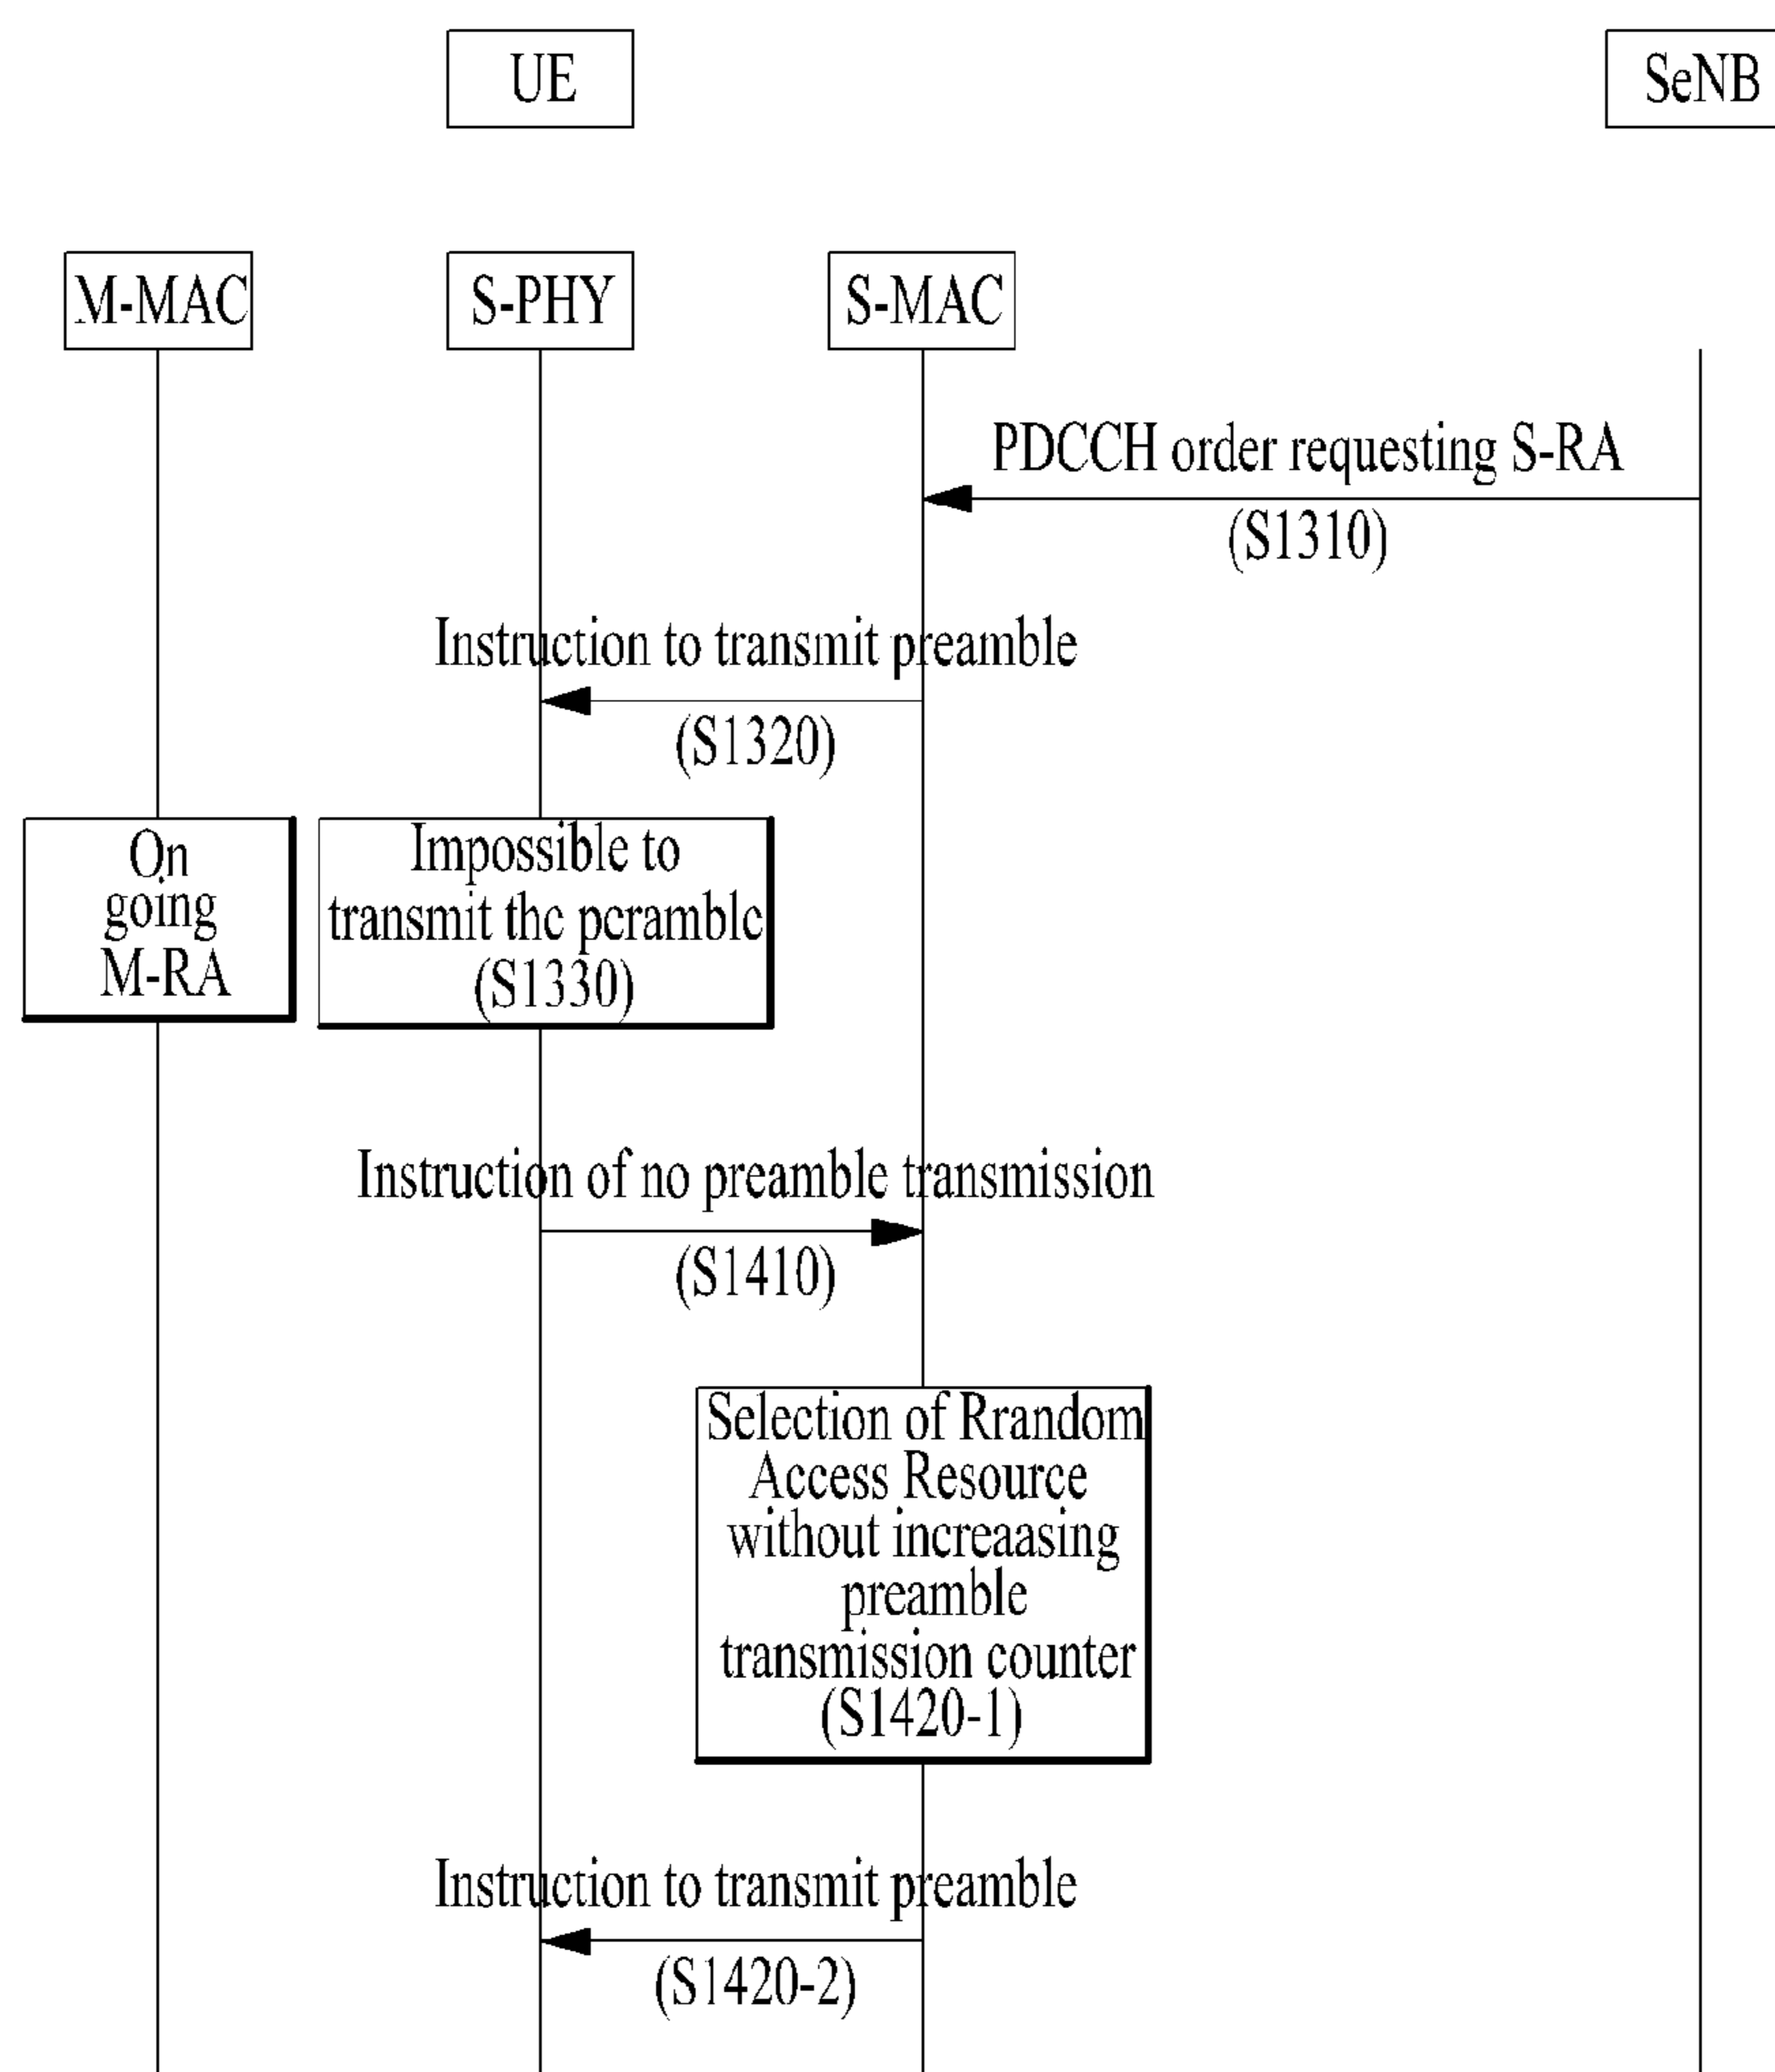 UE
SeNB
M-MAC
S-PHY
S-MAC
PDCCH order requesting S-RA
(S1310)
Instruction to transmit preamble
(S1320)
On
going
M-RA
Impossible to
transmit the peramble
(S1330)
Instruction of no preamble transmission
(S1410)
Selection of Rrandom
Access Resource
without increaasing
preamble
transmission counter
(S1420-1)
Instruction to transmit preamble
(S1420-2)